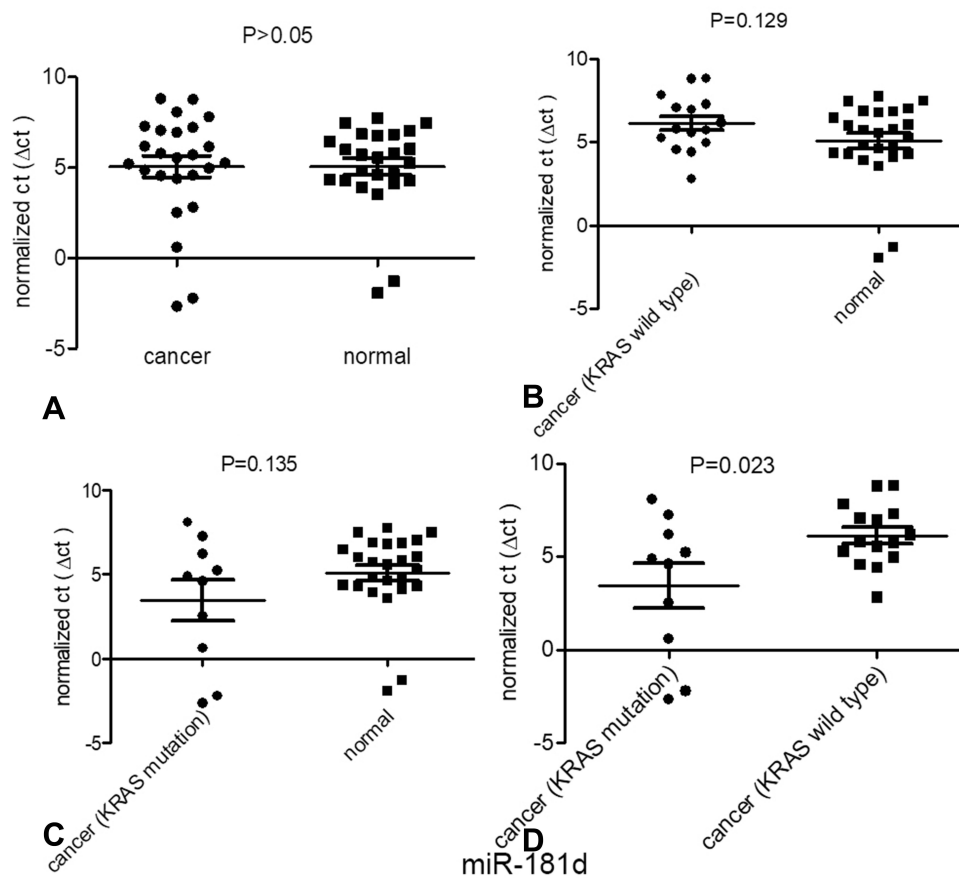 P>0.05
normalized ct (Δct )
10
5
0
-5
cancer
normal
A
P=0.129
normalized ct (Δct )
10
5
0
-5
cancer (KRAS wild type)
normal
B
P=0.135
normalized ct (Δct )
10
5
0
-5
cancer (KRAS mutation)
normal
C
P=0.023
normalized ct (Δct )
10
5
0
-5
cancer (KRAS mutation)
cancer (KRAS wild type)
D
miR-181d